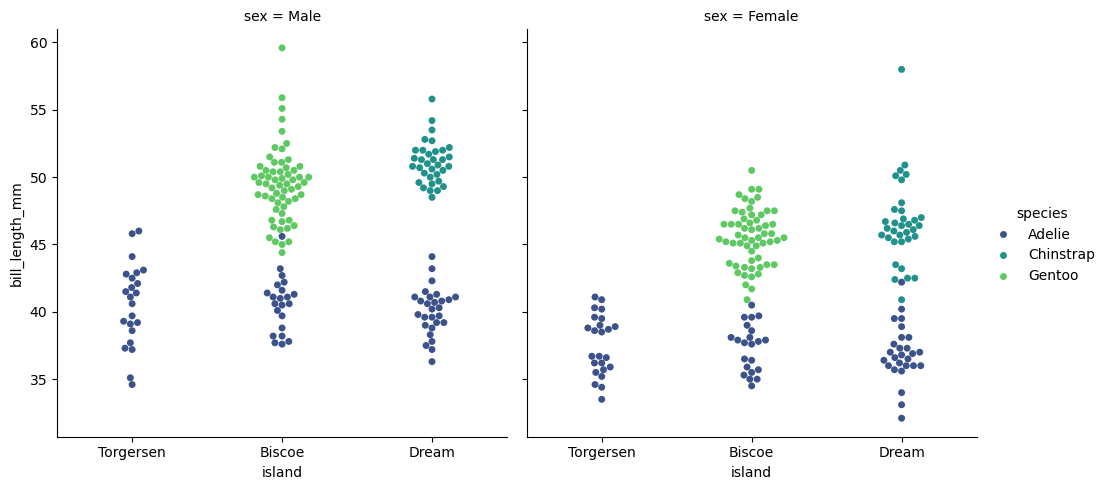 sex = Male
sex = Female
60
55
50
45
40
35
bill_length_mm
Torgersen
Biscoe
Dream
island
Torgersen
Biscoe
Dream
island
species
Adelie
Chinstrap
Gentoo